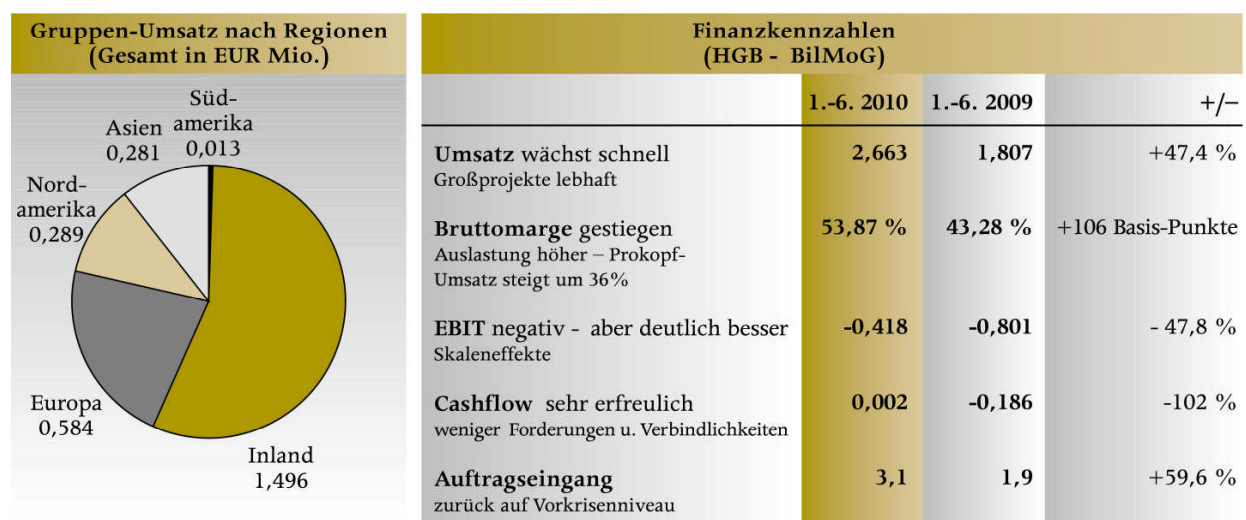 Gruppen-Umsatz nach Regionen
(Gesamt in EUR Mio.)
Süd-
amerika
0,013
Asien
0,281
Nord-
amerika
0,289
Europa
0,584
Inland
1,496
Finanzkennzahlen
(HGB - BilMoG)
1.-6. 2010 1.-6. 2009 +/–
Umsatz wächst schnell 2,663 1,807 +47,4 %
Großprojekte lebhaft
Bruttomarge gestiegen 53,87 % 43,28 % +106 Basis-Punkte
Auslastung höher – Prokopf-
Umsatz steigt um 36%
EBIT negativ - aber deutlich besser -0,418 -0,801 - 47,8 %
Skaleneffekte
Cashflow sehr erfreulich 0,002 -0,186 -102 %
weniger Forderungen u. Verbindlichkeiten
Auftragseingang 3,1 1,9 +59,6 %
zurück auf Vorkrisenniveau